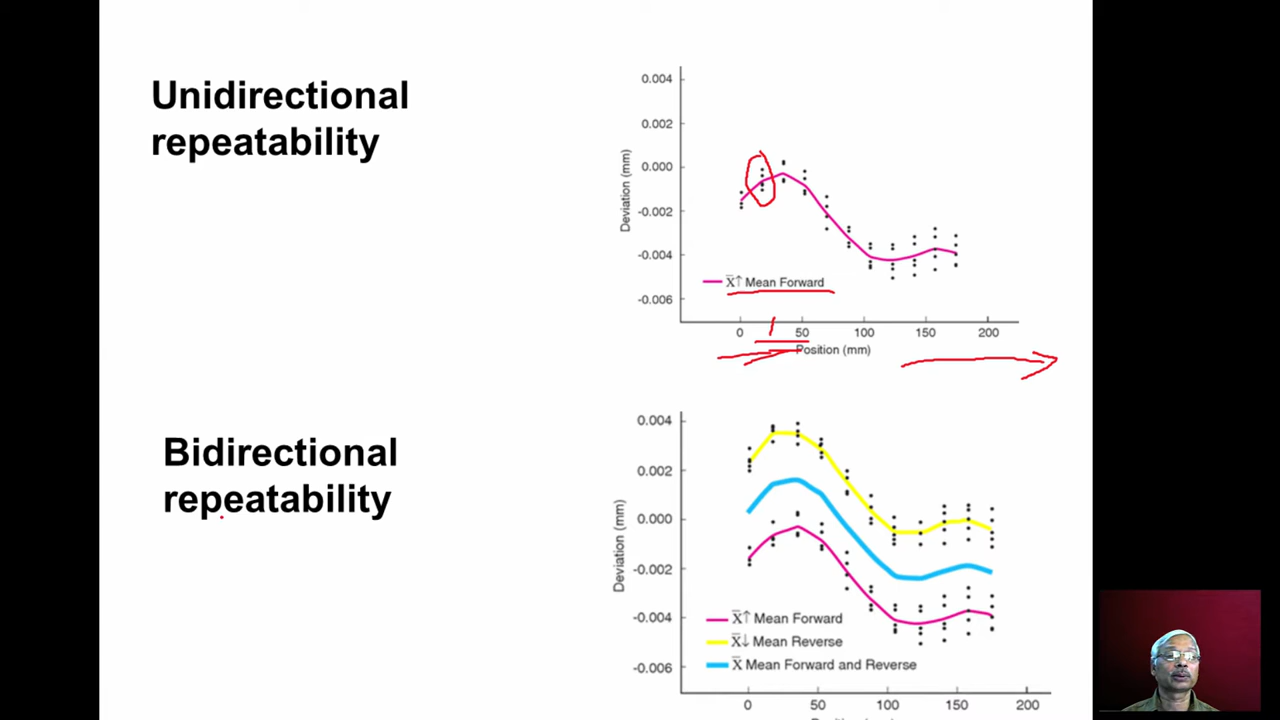 Unidirectional
repeatability
0.004
0.002
0.000
-0.002
-0.004
-0.006
Deviation (mm)
X̅↑ Mean Forward
0 50 100 150 200
Position (mm)
Bidirectional
repeatability
0.004
0.002
0.000
-0.002
-0.004
-0.006
Deviation (mm)
X̅↑ Mean Forward
X̅↓ Mean Reverse
X̅ Mean Forward and Reverse
0 50 100 150 200